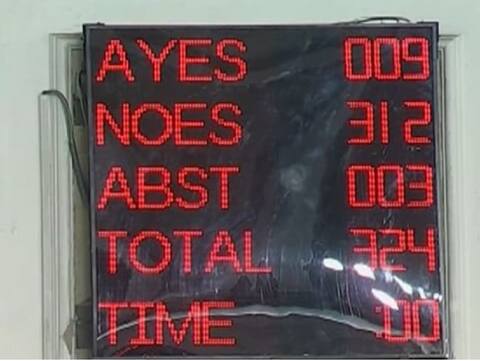 AYES 009
NOES 312
ABST 003
TOTAL 324
TIME :00